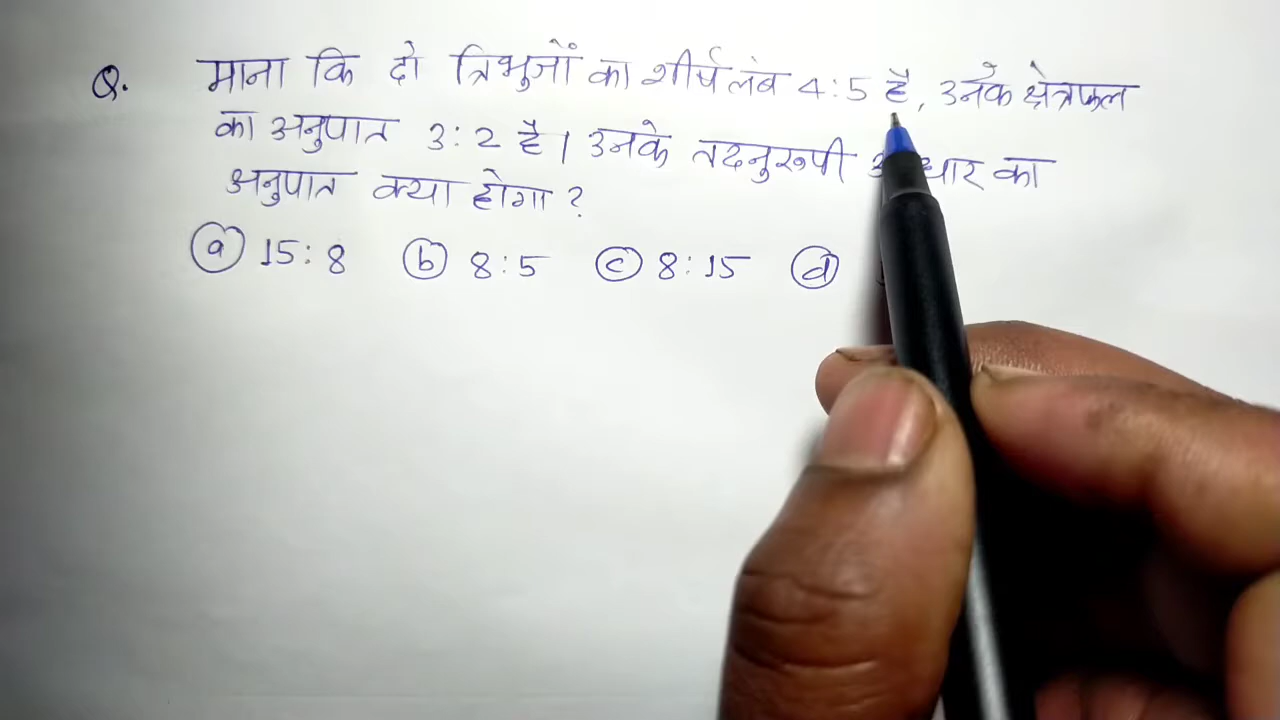 Q. माना कि दो त्रिभुजों का शीर्षलंब 4:5 है, उनके क्षेत्रफल
का अनुपात 3:2 है। उनके तदनुरूपी का
अनुपात क्या होगा ?
(a) 15:8 (b) 8:5 (c) 8:15 (d)